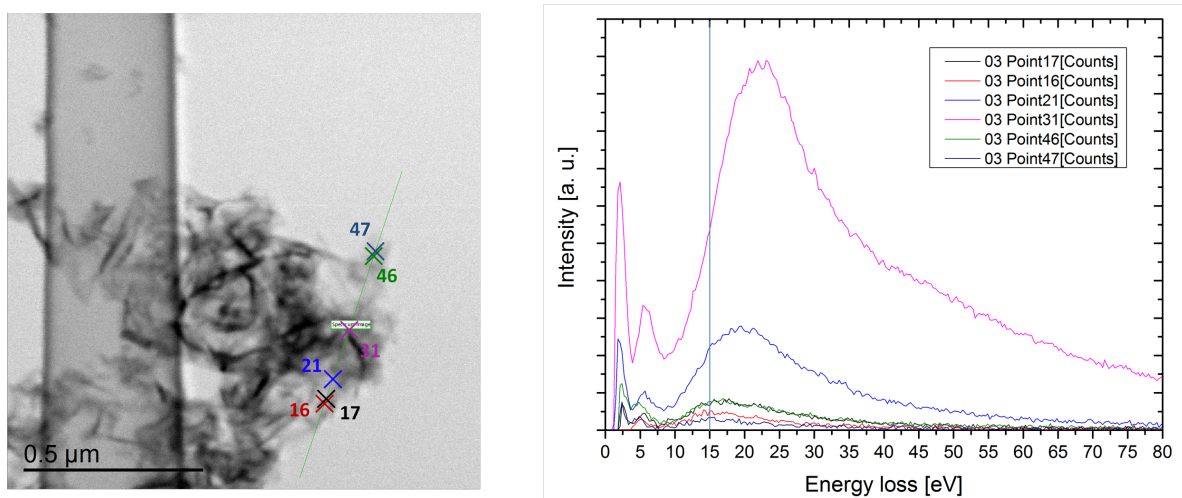 47
46
Spectrum Image
31
21
16
17
0.5 µm
Intensity [a. u.]
03 Point17[Counts]
03 Point16[Counts]
03 Point21[Counts]
03 Point31[Counts]
03 Point46[Counts]
03 Point47[Counts]
0 5 10 15 20 25 30 35 40 45 50 55 60 65 70 75 80
Energy loss [eV]